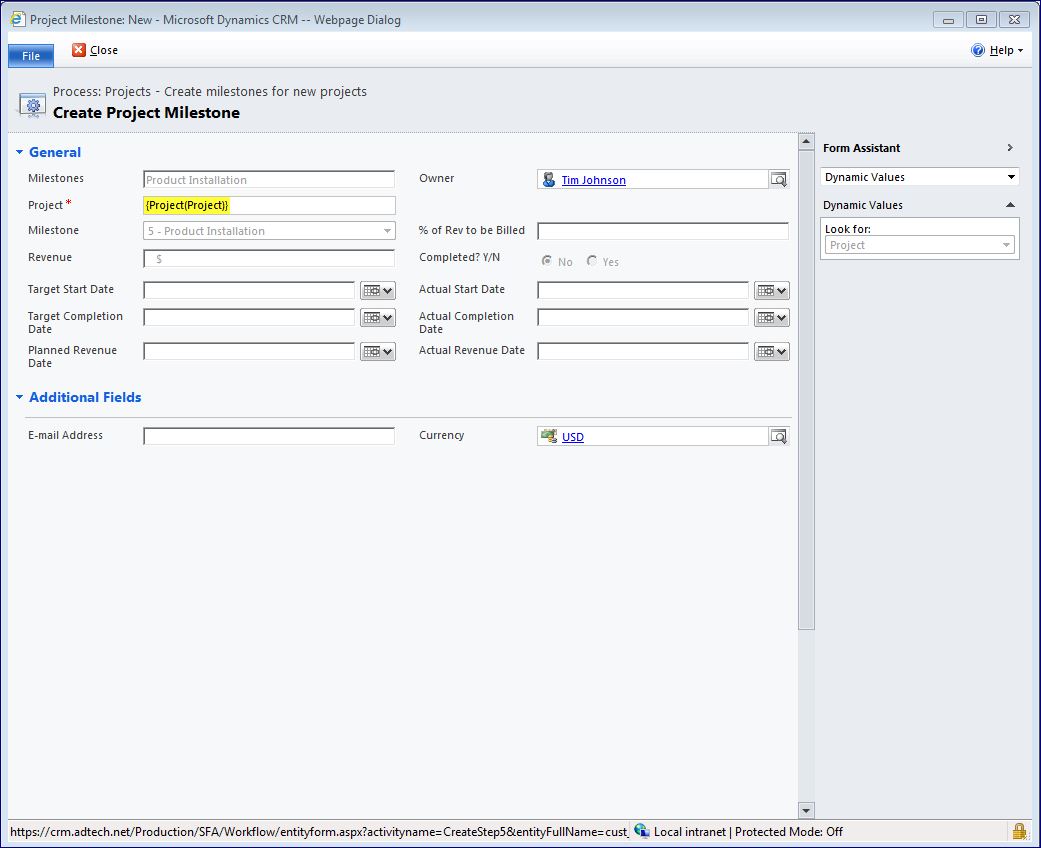 Project Milestone: New - Microsoft Dynamics CRM -- Webpage Dialog
File
Close
Help
Process: Projects - Create milestones for new projects
Create Project Milestone
General
Milestones
Product Installation
Owner
Tim Johnson
Project *
{Project(Project)}
Milestone
5 - Product Installation
% of Rev to be Billed
Revenue
$
Completed? Y/N
No
Yes
Target Start Date
Actual Start Date
Target Completion
Date
Actual Completion
Date
Planned Revenue
Date
Actual Revenue Date
Additional Fields
E-mail Address
Currency
USD
Form Assistant
Dynamic Values
Dynamic Values
Look for:
Project
https://crm.adtech.net/Production/SFA/Workflow/entityform.aspx?activityname=CreateStep5&entityFullName=cust_
Local intranet | Protected Mode: Off